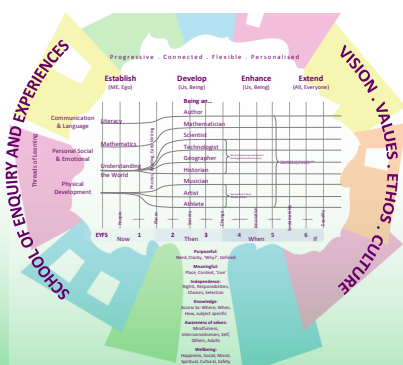 SCHOOL OF ENQUIRY AND EXPERIENCES
VISION . VALUES . ETHOS . CULTURE
Progressive . Connected . Flexible . Personalised
Establish
(ME, Ego)
Develop
(Us, Being)
Enhance
(Us, Being)
Extend
(All, Everyone)
Threads of Learning
Communication
& Language
Personal Social
& Emotional
Physical
Development
Literacy
Mathematics
Understanding
the World
Being an...
Author
Mathematician
Scientist
Technologist
Geographer
Historian
Musician
Artist
Athlete
People
EYFS
1
2
3
4
5
6
Now
Then
When
If
Purposeful:
Need, Clarity, 'Why?', Defined
Meaningful:
Place, Context, 'Live'
Independence:
Rights, Responsibilities,
Choices, Selection
Knowledge:
Access to: Where, When,
How, subject specific
Awareness of selves:
Mindfulness,
Interconnectedness, Self,
Others, Adults
Wellbeing:
Happiness, Social, Moral,
Spiritual, Cultural, Safety